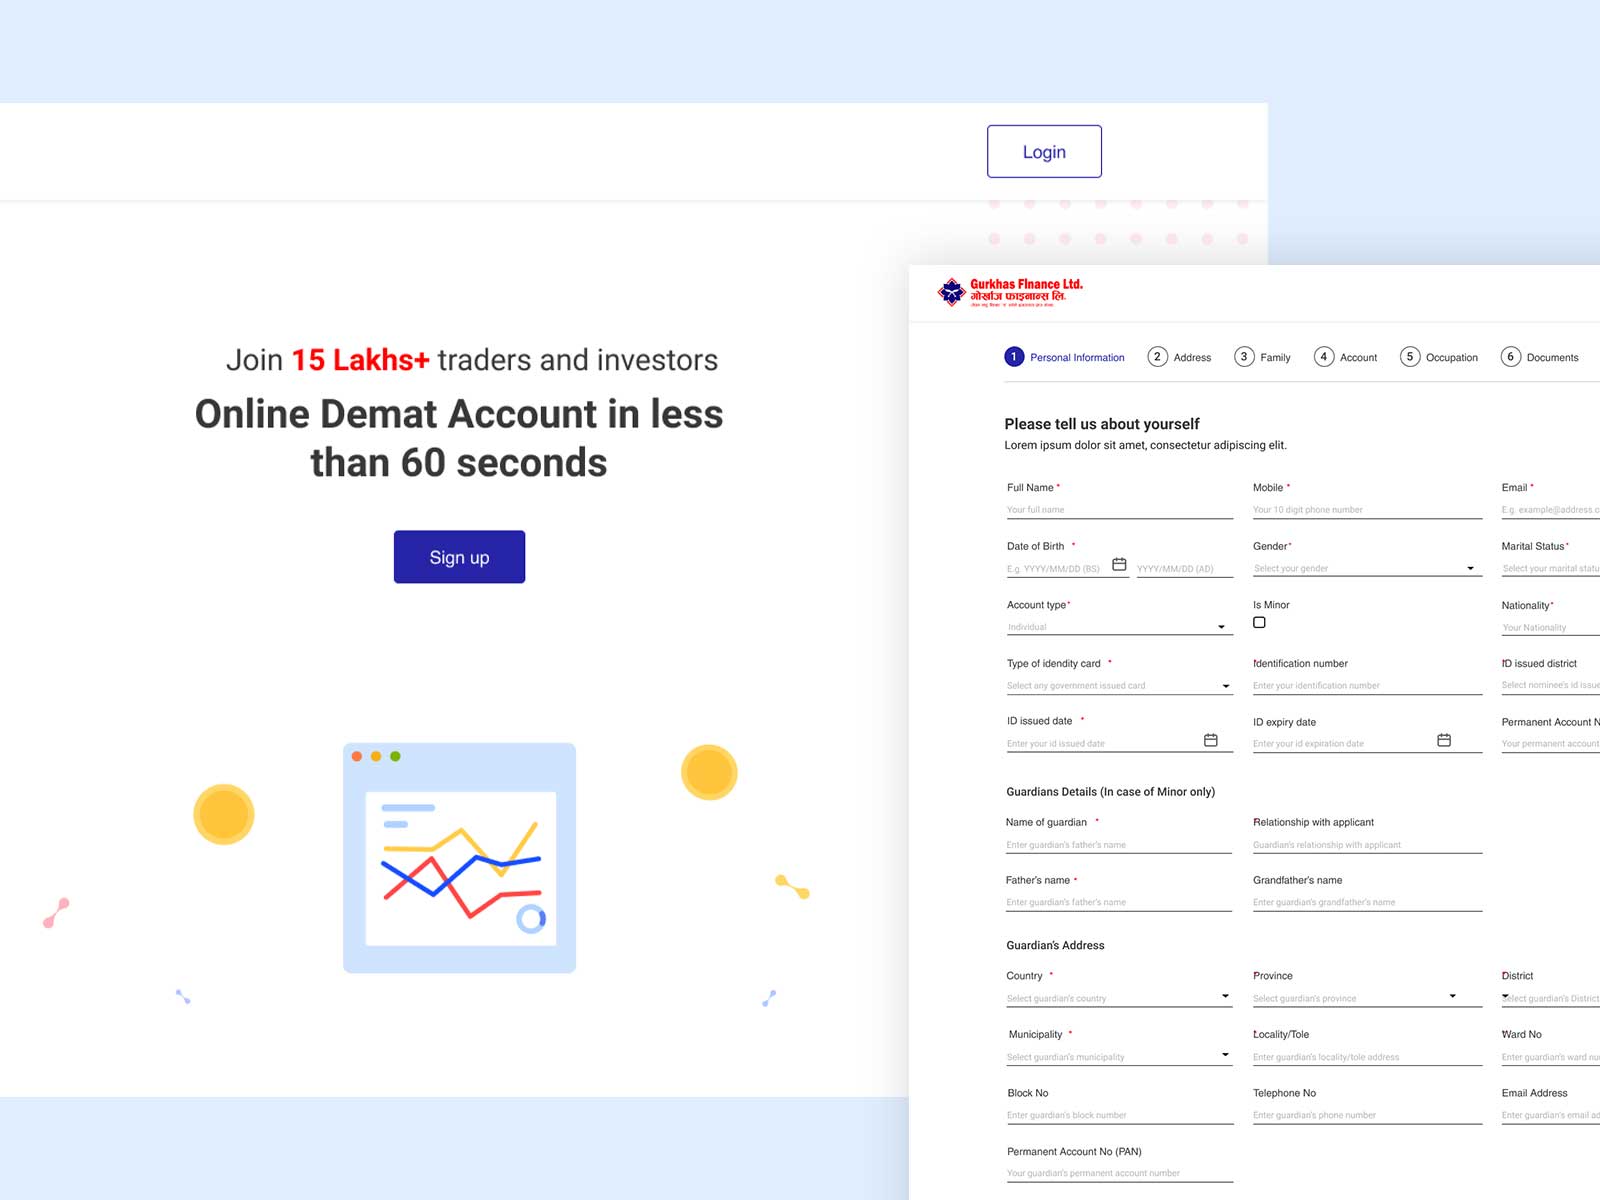 Login
Join 15 Lakhs+ traders and investors
Online Demat Account in less
than 60 seconds
Sign up
Gurkhas Finance Ltd.
गोर्खाज फाइनान्स लि.
1 Personal Information 2 Address 3 Family 4 Account 5 Occupation 6 Documents
Please tell us about yourself
Lorem ipsum dolor sit amet, consectetur adipiscing elit.
Full Name * Mobile * Email *
Your full name Your 10 digit phone number E.g. example@address.c
Date of Birth * Gender* Marital Status*
E.g. YYYY/MM/DD (BS) YYYY/MM/DD (AD) Select your gender Select your marital statu
Account type* Is Minor Nationality*
Individual Your Nationality
Type of idendity card * *Identification number *ID issued district
Select any government issued card Enter your identification number Select nominee's id issue
ID issued date * ID expiry date Permanent Account N
Enter your id issued date Enter your id expiration date Your permanent account
Guardians Details (In case of Minor only)
Name of guardian * *Relationship with applicant
Enter guardian's father's name Guardian's relationship with applicant
Father's name * Grandfather's name
Enter guardian's father's name Enter guardian's grandfather's name
Guardian's Address
Country * *Province *District
Select guardian's country Select guardian's province Select guardian's District
Municipality * *Locality/Tole *Ward No
Select guardian's municipality Enter guardian's locality/tole address Enter guardian's ward nu
Block No Telephone No Email Address
Enter guardian's block number Enter guardian's phone number Enter guardian's email ad
Permanent Account No (PAN)
Your guardian's permanent account number